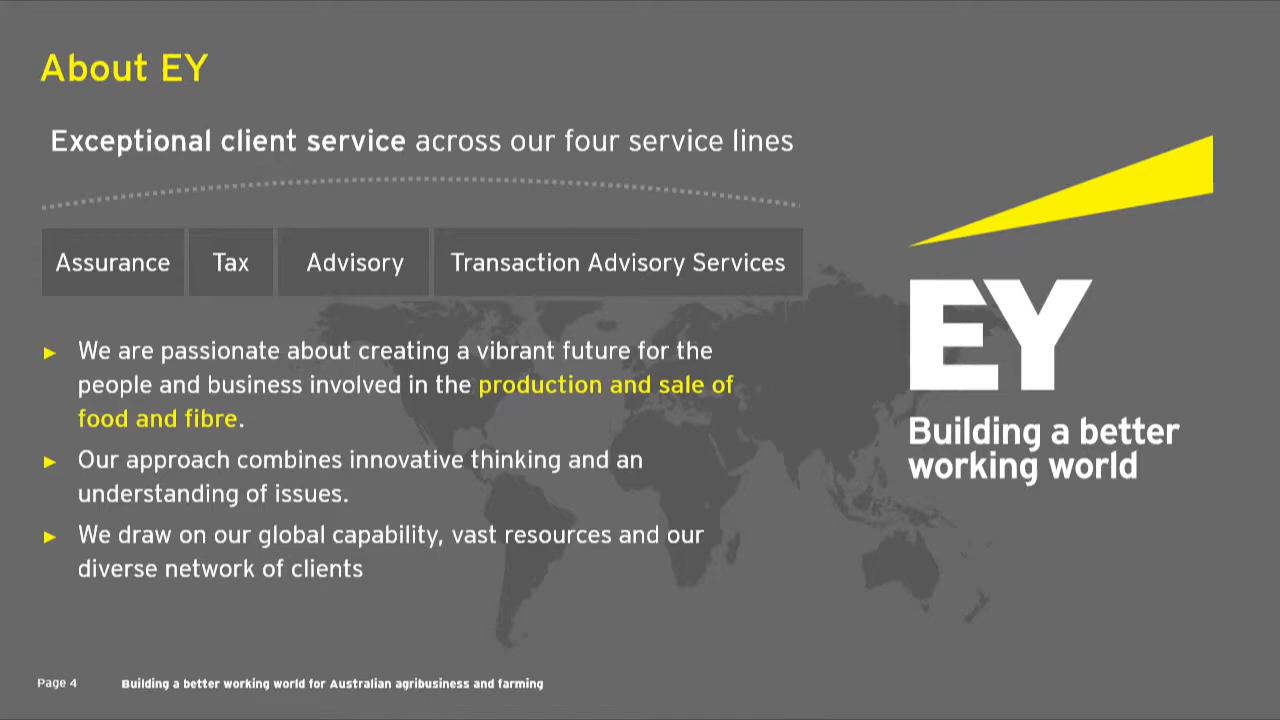 About EY
Exceptional client service across our four service lines
Assurance
Tax
Advisory
Transaction Advisory Services
► We are passionate about creating a vibrant future for the
people and business involved in the production and sale of
food and fibre.
► Our approach combines innovative thinking and an
understanding of issues.
► We draw on our global capability, vast resources and our
diverse network of clients
EY
Building a better
working world
Page 4
Building a better working world for Australian agribusiness and farming